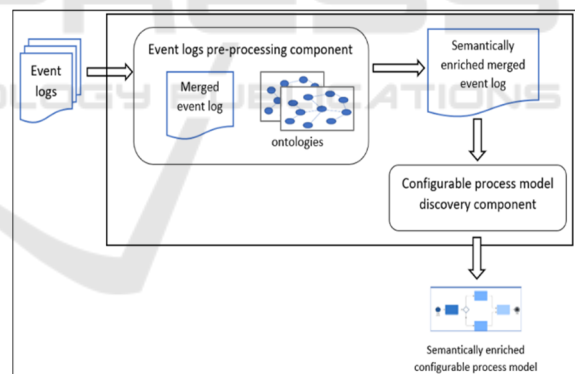 Event logs pre-processing component
Event
logs
Merged
event log
ontologies
Semantically
enriched merged
event log
Configurable process model
discovery component
Semantically enriched
configurable process model